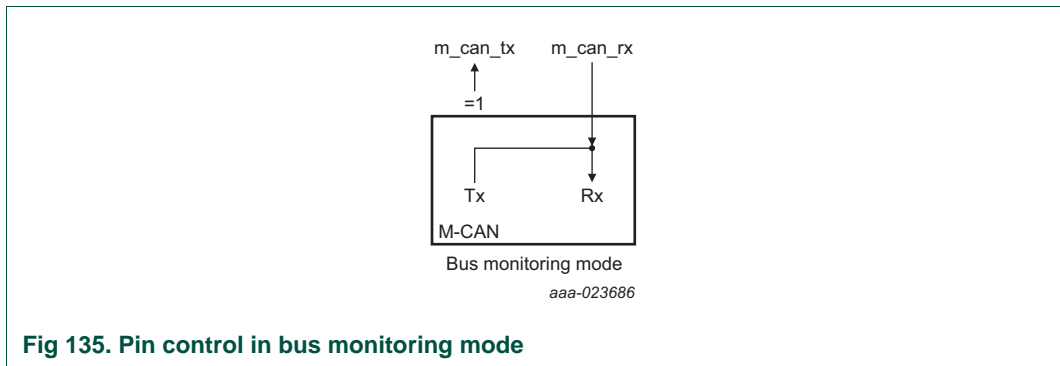 m_can_tx m_can_rx
=1
Tx Rx
M-CAN
Bus monitoring mode
aaa-023686
Fig 135. Pin control in bus monitoring mode